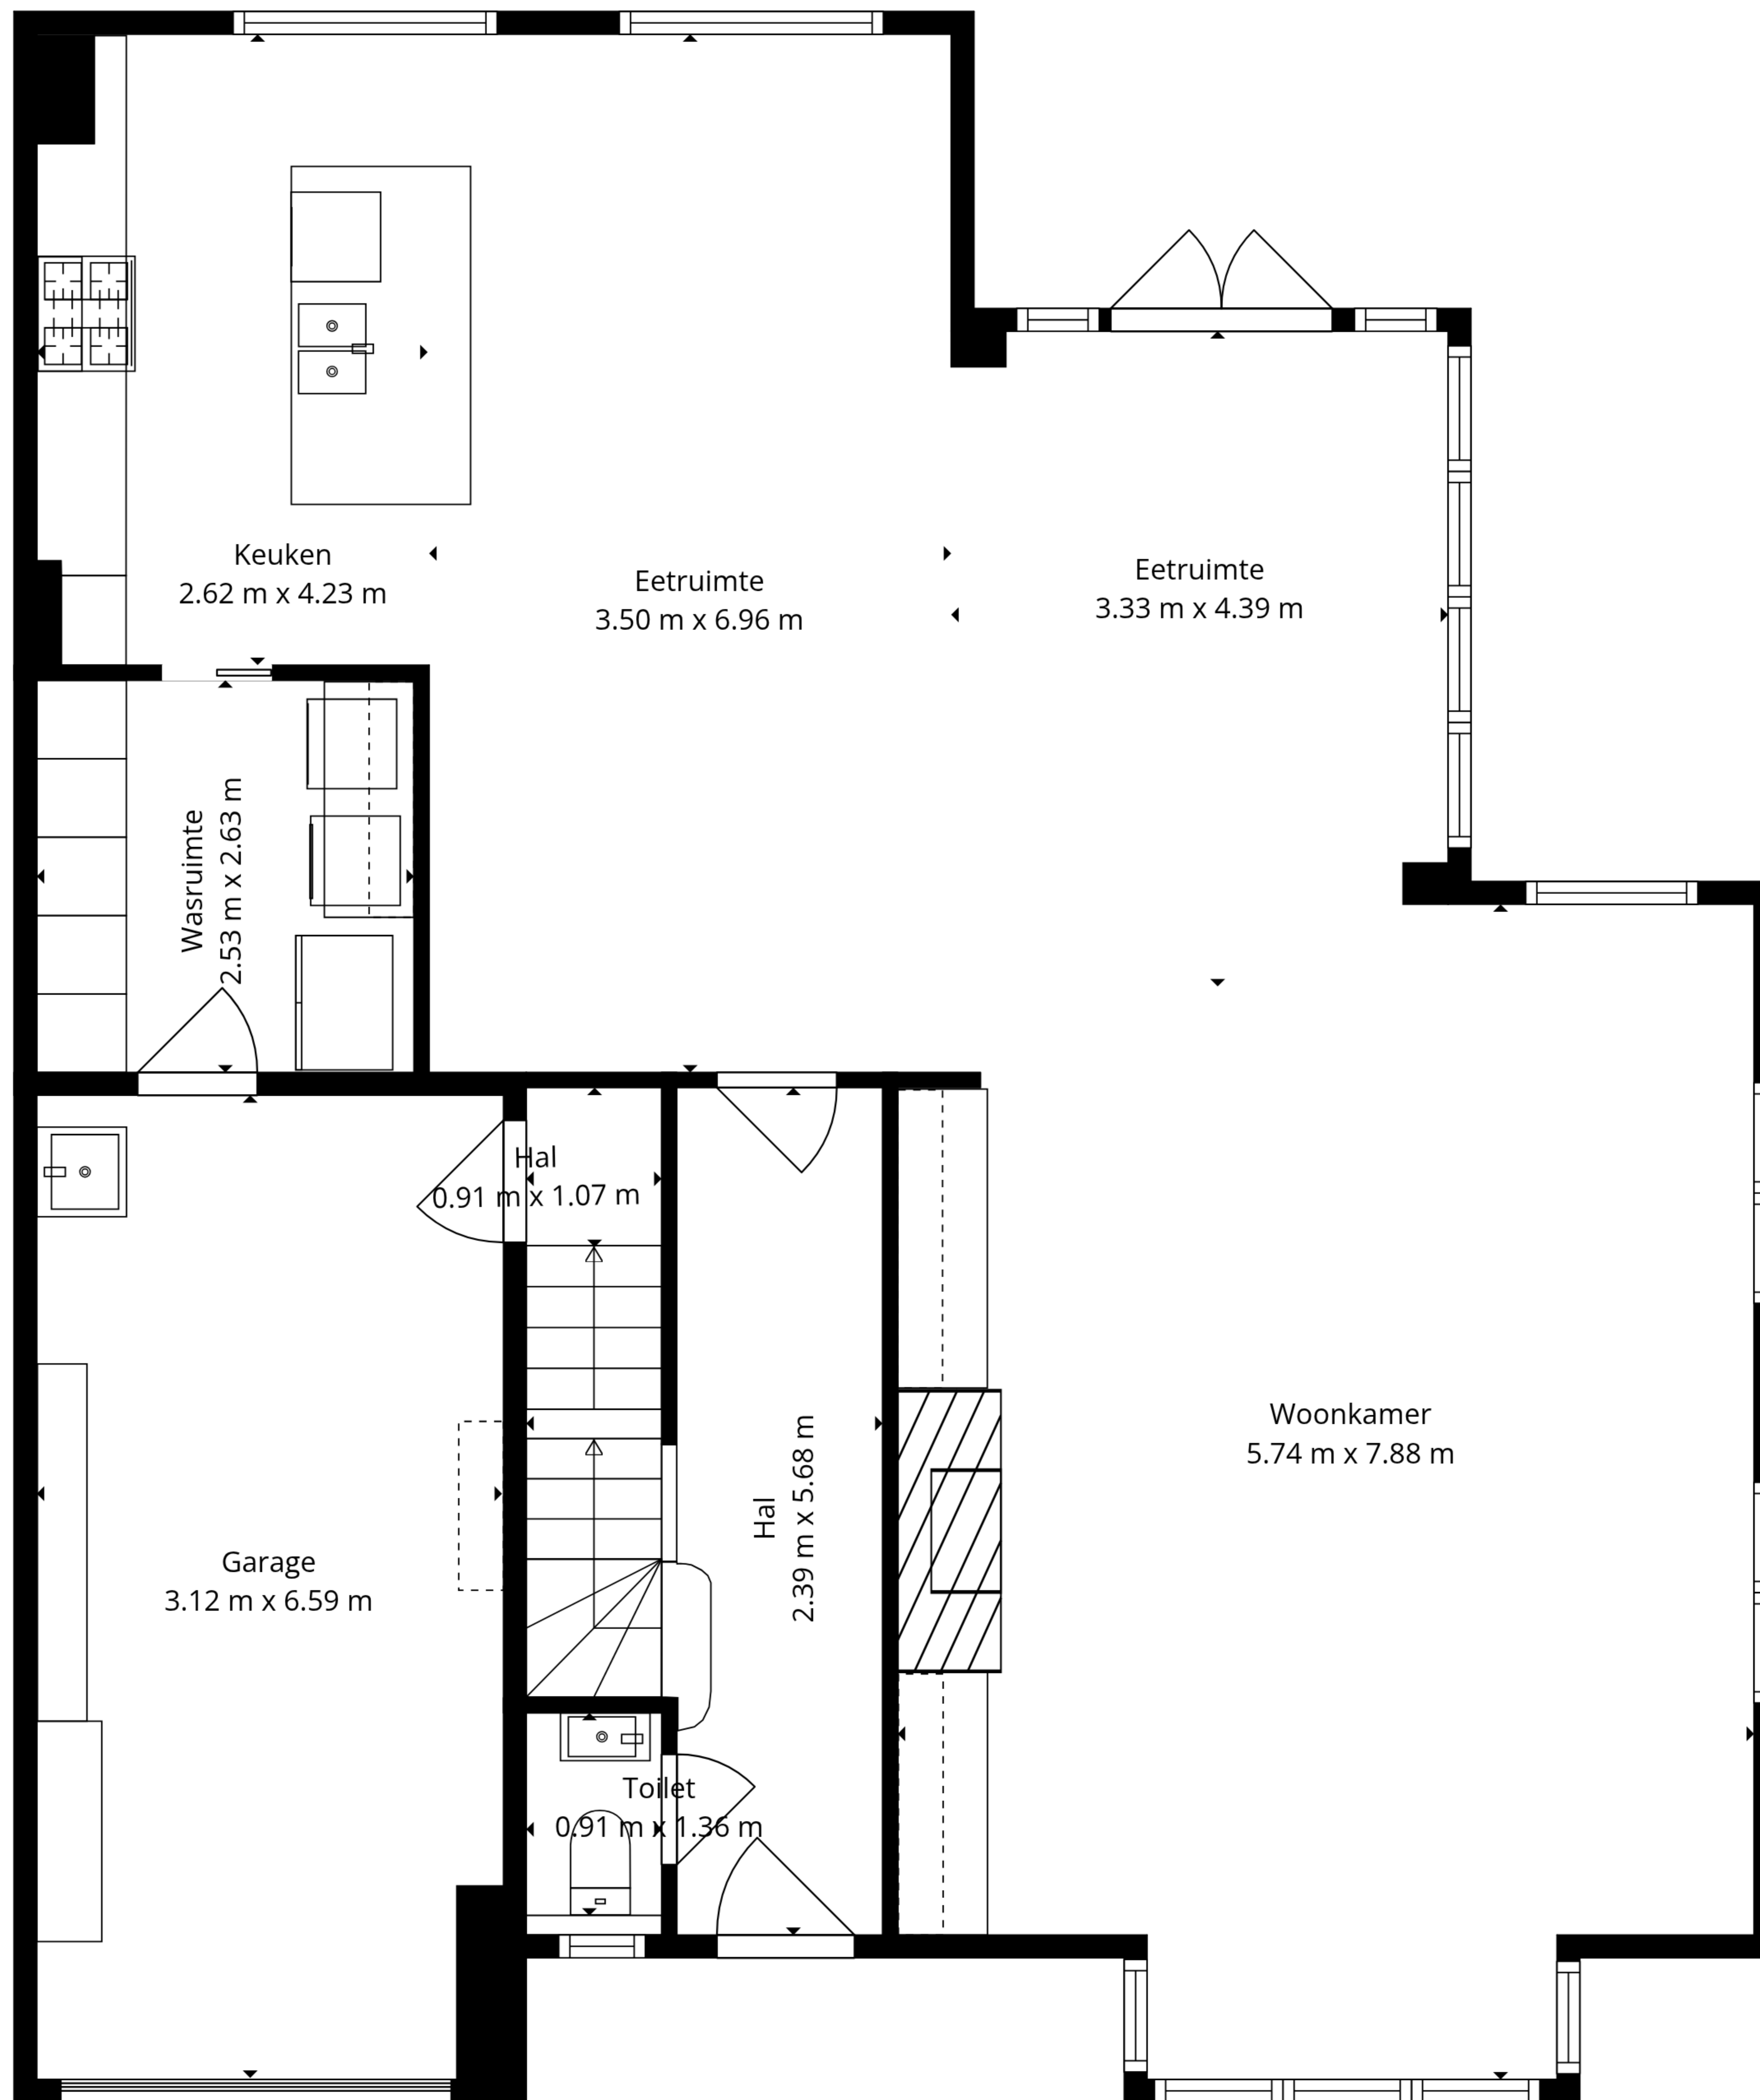 Keuken
2.62 m x 4.23 m
Eetruimte
3.50 m x 6.96 m
Eetruimte
3.33 m x 4.39 m
Wasruimte
2.53 m x 2.63 m
Hal
0.91 m x 1.07 m
Woonkamer
5.74 m x 7.88 m
Hal
2.39 m x 5.68 m
Garage
3.12 m x 6.59 m
Toilet
0.91 m x 1.36 m